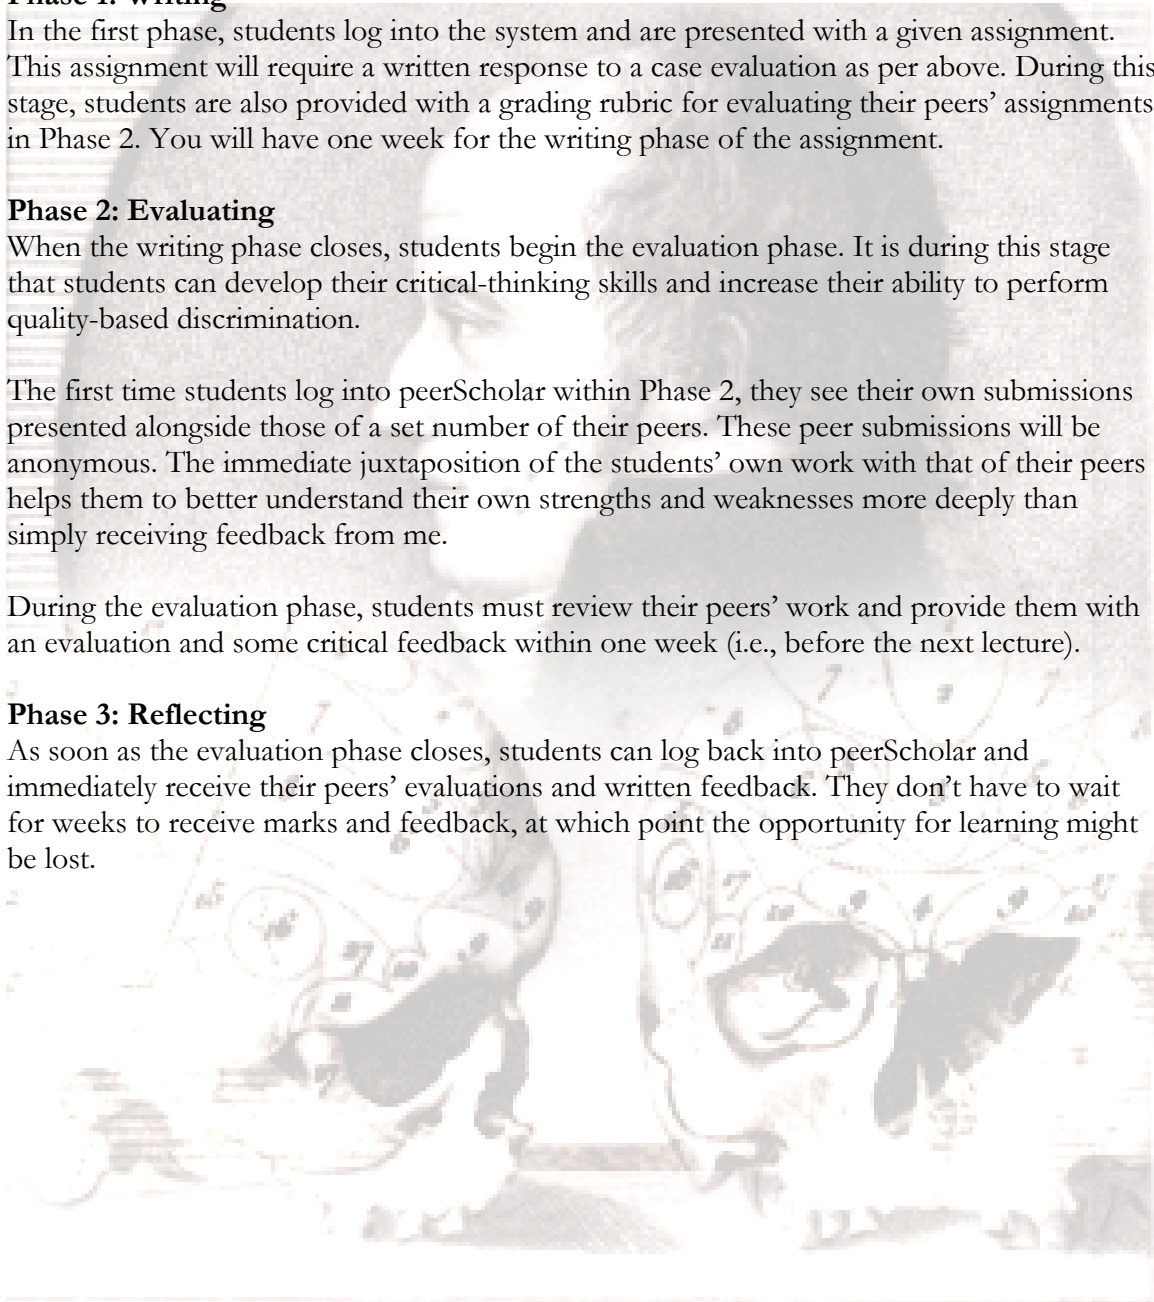 Phase 1: Writing
In the first phase, students log into the system and are presented with a given assignment.
This assignment will require a written response to a case evaluation as per above. During this
stage, students are also provided with a grading rubric for evaluating their peers’ assignments
in Phase 2. You will have one week for the writing phase of the assignment.
Phase 2: Evaluating
When the writing phase closes, students begin the evaluation phase. It is during this stage
that students can develop their critical-thinking skills and increase their ability to perform
quality-based discrimination.
The first time students log into peerScholar within Phase 2, they see their own submissions
presented alongside those of a set number of their peers. These peer submissions will be
anonymous. The immediate juxtaposition of the students’ own work with that of their peers
helps them to better understand their own strengths and weaknesses more deeply than
simply receiving feedback from me.
During the evaluation phase, students must review their peers’ work and provide them with
an evaluation and some critical feedback within one week (i.e., before the next lecture).
Phase 3: Reflecting
As soon as the evaluation phase closes, students can log back into peerScholar and
immediately receive their peers’ evaluations and written feedback. They don’t have to wait
for weeks to receive marks and feedback, at which point the opportunity for learning might
be lost.